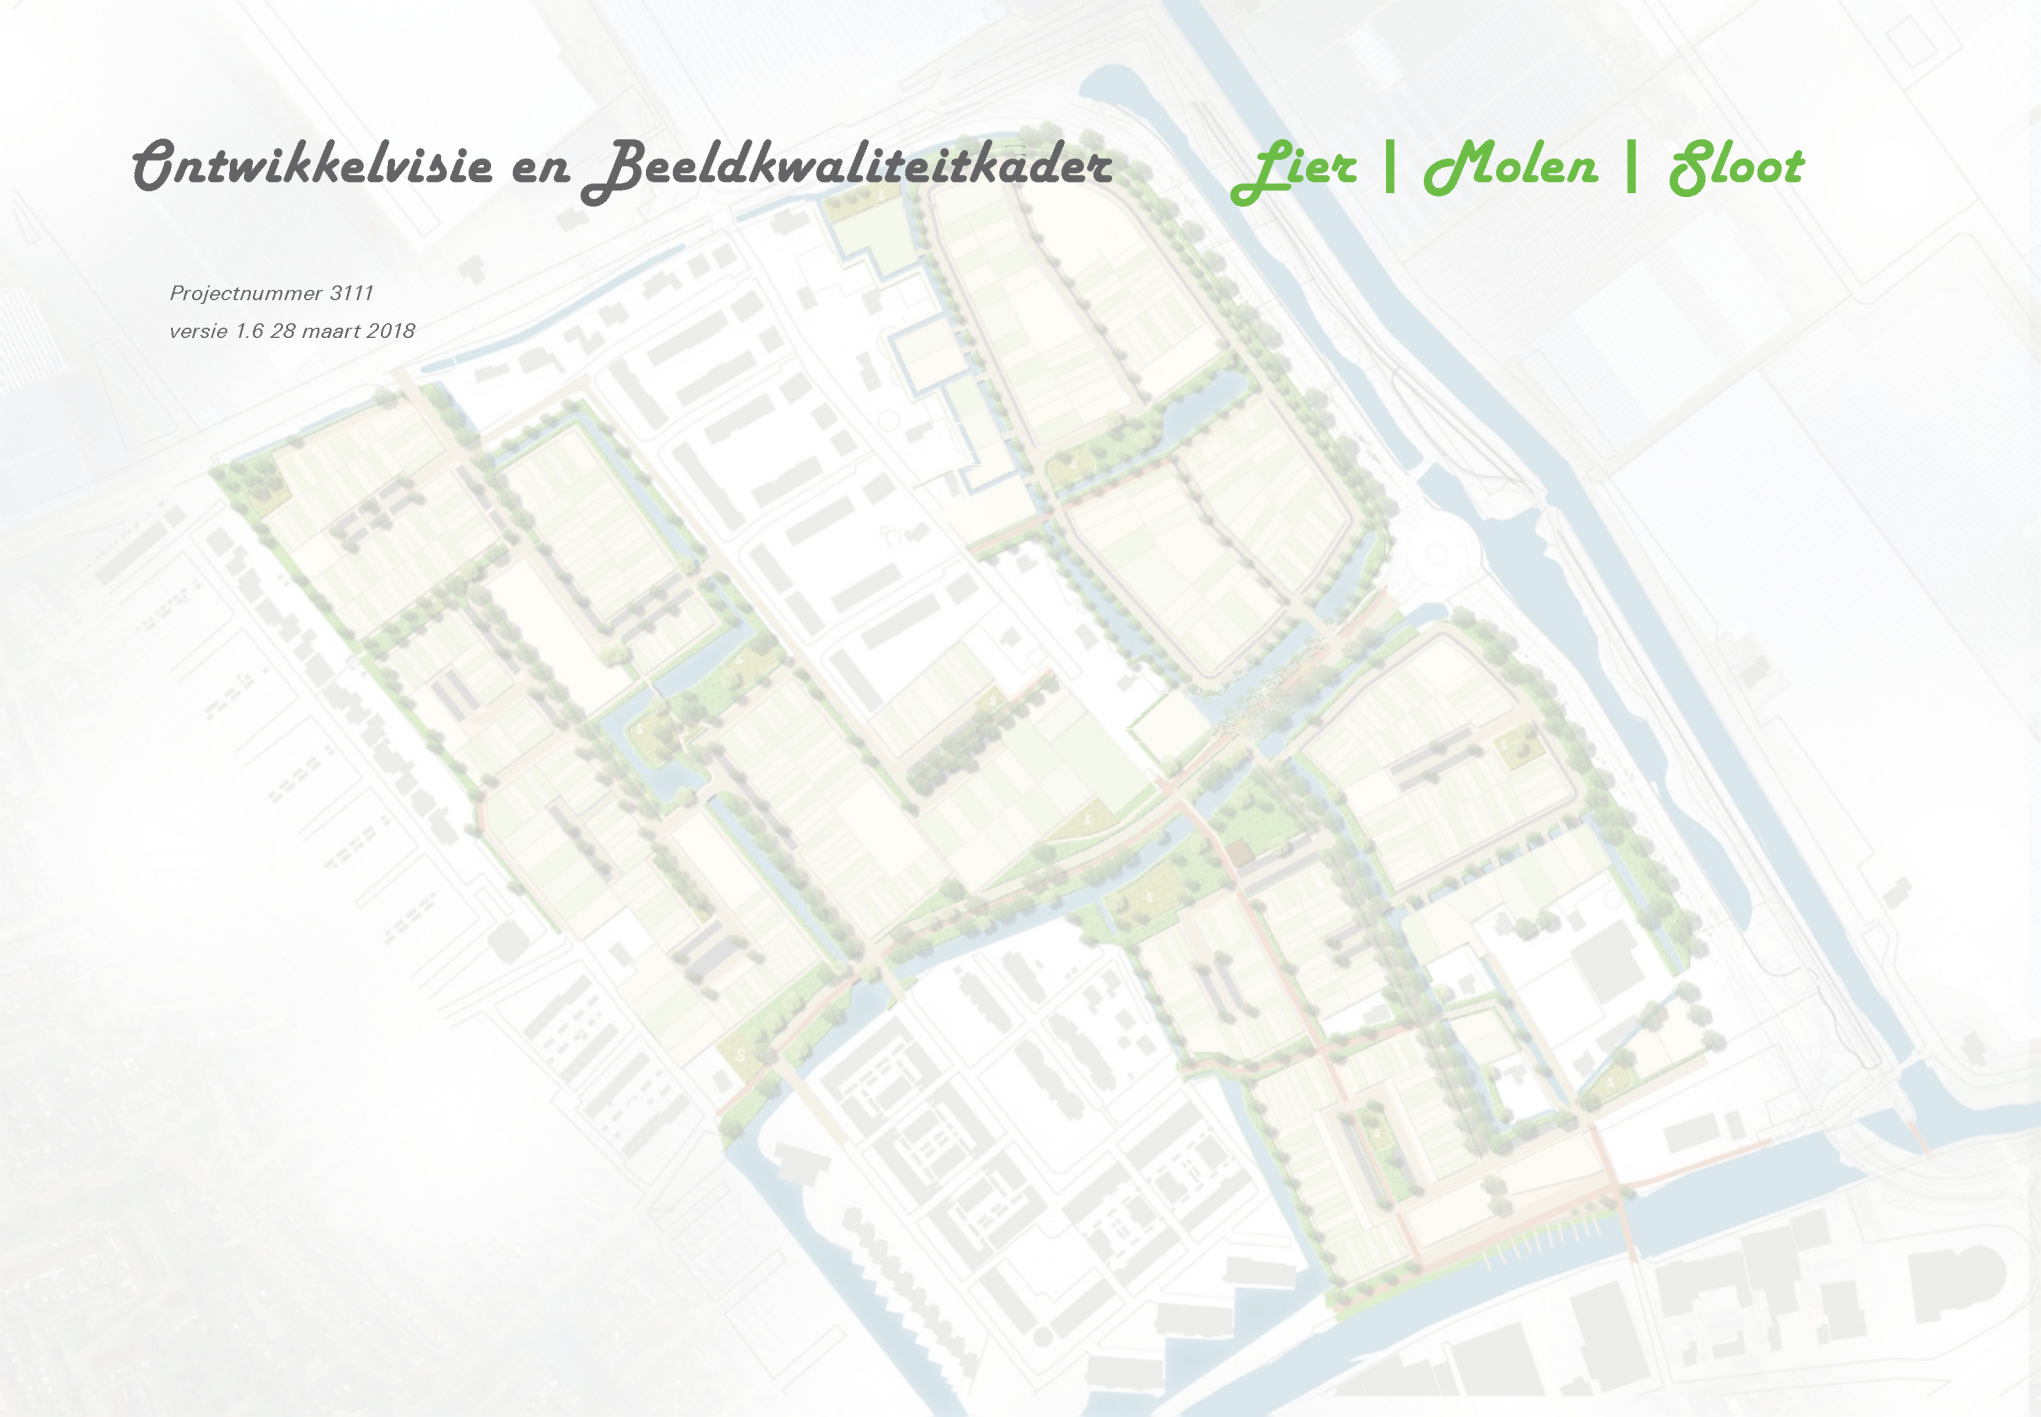 Ontwikkelvisie en Beeldkwaliteitkader Lier | Molen | Sloot
Projectnummer 3111
versie 1.6 28 maart 2018